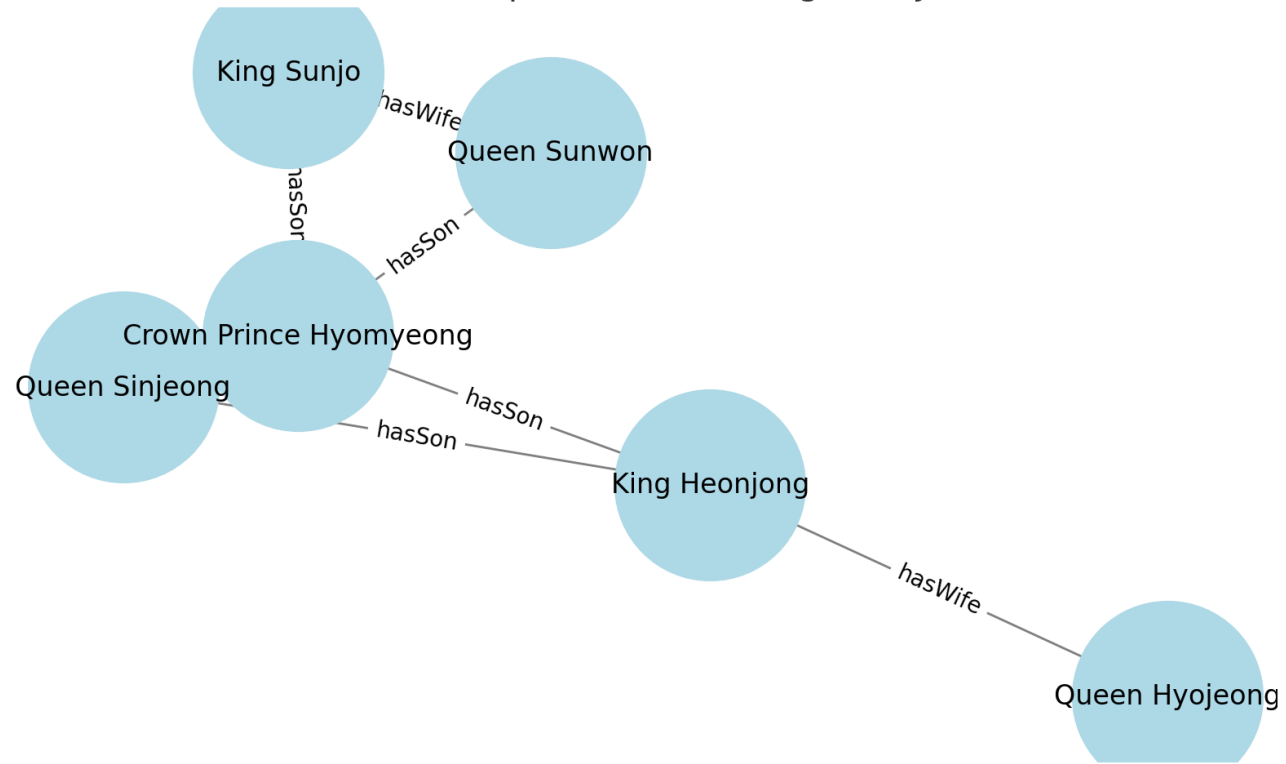 King Sunjo
hasWife
Queen Sunwon
hasSon
hasSon
Crown Prince Hyomyeong
Queen Sinjeong
hasSon
hasSon
King Heonjong
hasWife
Queen Hyojeong